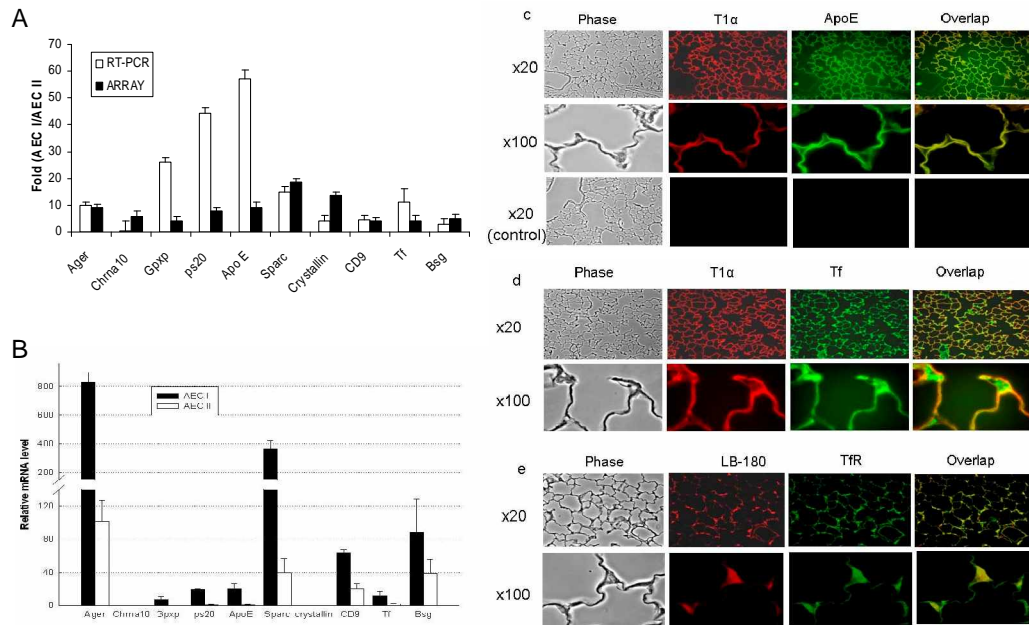 A
Fold (AEC I/AEC II)
70
60
50
40
30
20
10
0
RT-PCR
ARRAY
Ager
Chrna10
Gpxp
ps20
Apo E
Sparc
Crystallin
CD9
Tf
Bsg
B
Relative mRNA level
800
600
400
200
120
80
40
0
AEC I
AEC II
Ager
Chrna10
Gpxp
ps20
ApoE
Sparc
crystallin
CD9
Tf
Bsg
c
Phase
T1α
ApoE
Overlap
x20
x100
x20
(control)
d
Phase
T1α
Tf
Overlap
x20
x100
e
Phase
LB-180
TfR
Overlap
x20
x100